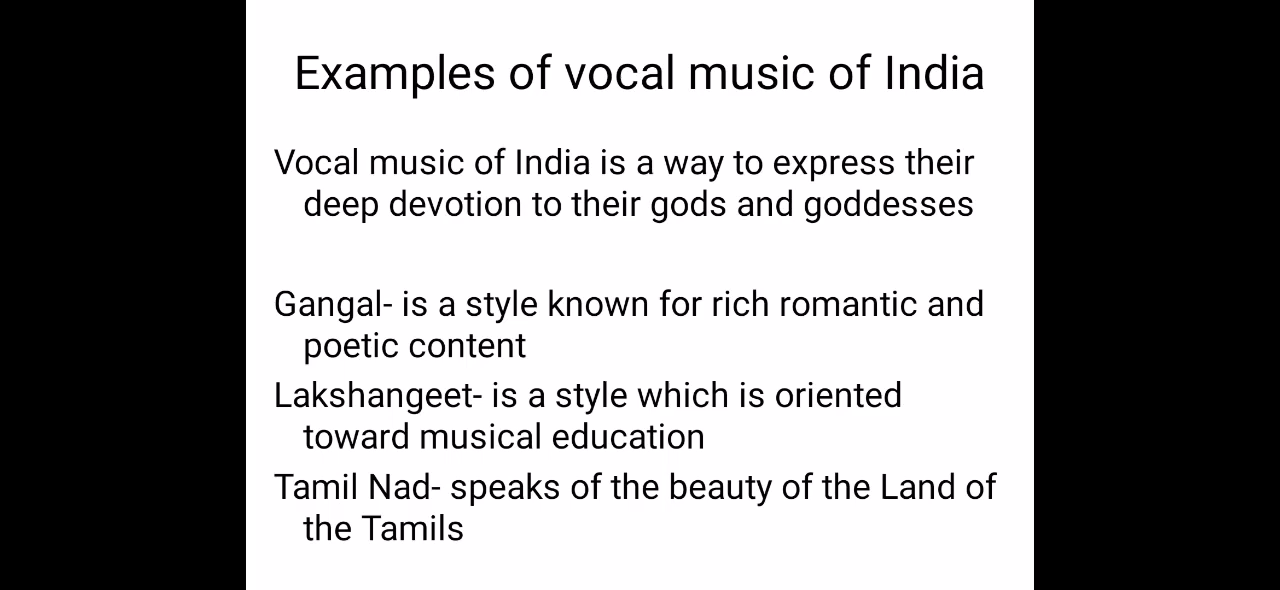 Examples of vocal music of India
Vocal music of India is a way to express their
deep devotion to their gods and goddesses
Gangal- is a style known for rich romantic and
poetic content
Lakshangeet- is a style which is oriented
toward musical education
Tamil Nad- speaks of the beauty of the Land of
the Tamils